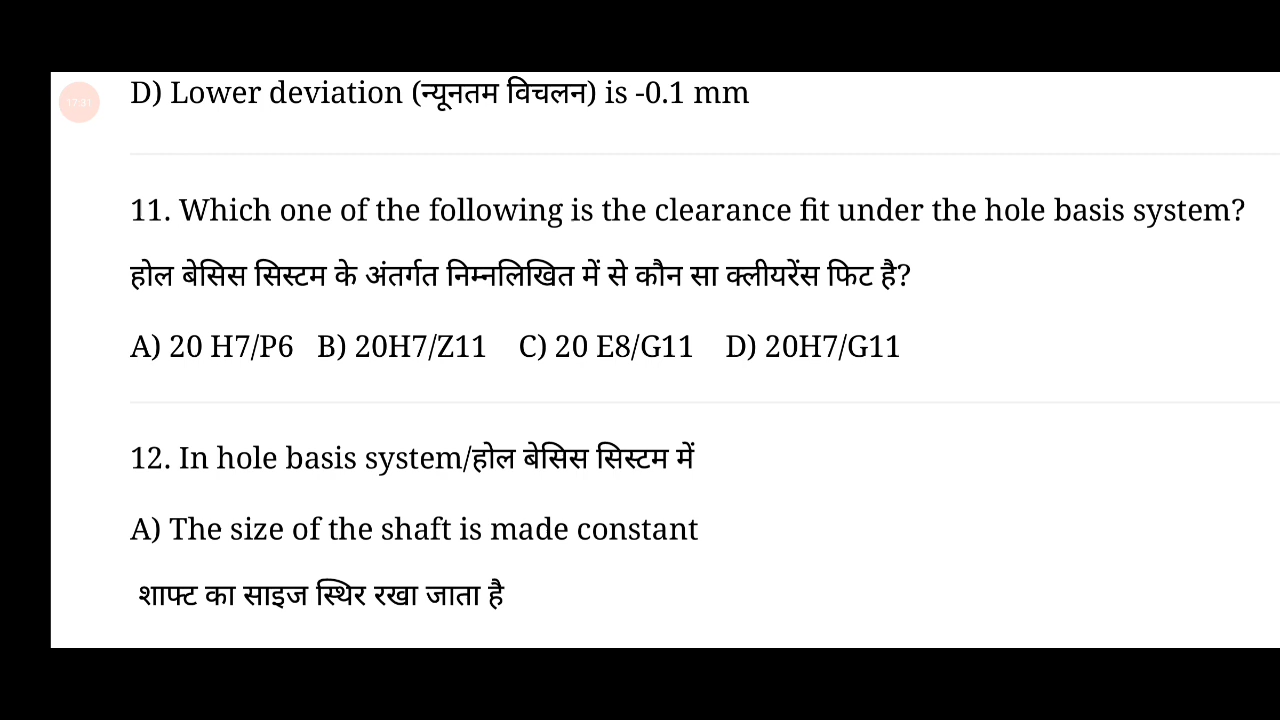 17:31
D) Lower deviation (न्यूनतम विचलन) is -0.1 mm
11. Which one of the following is the clearance fit under the hole basis system?
होल बेसिस सिस्टम के अंतर्गत निम्नलिखित में से कौन सा क्लीयरेंस फिट है?
A) 20 H7/P6 B) 20H7/Z11 C) 20 E8/G11 D) 20H7/G11
12. In hole basis system/होल बेसिस सिस्टम में
A) The size of the shaft is made constant
शाफ्ट का साइज स्थिर रखा जाता है